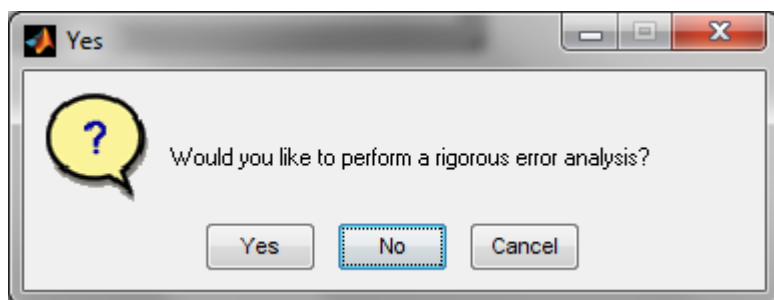 Yes
?
Would you like to perform a rigorous error analysis?
Yes
No
Cancel